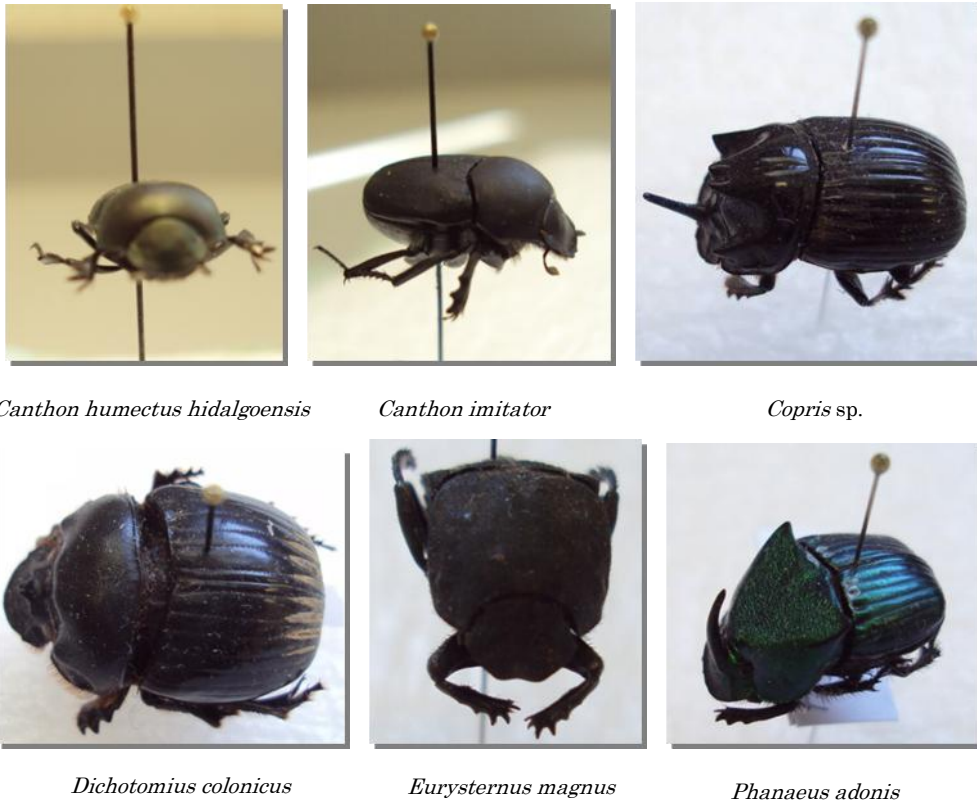 Canthon humectus hidalgoensis
Canthon imitator
Copris sp.
Dichotomius colonicus
Eurysternus magnus
Phanaeus adonis